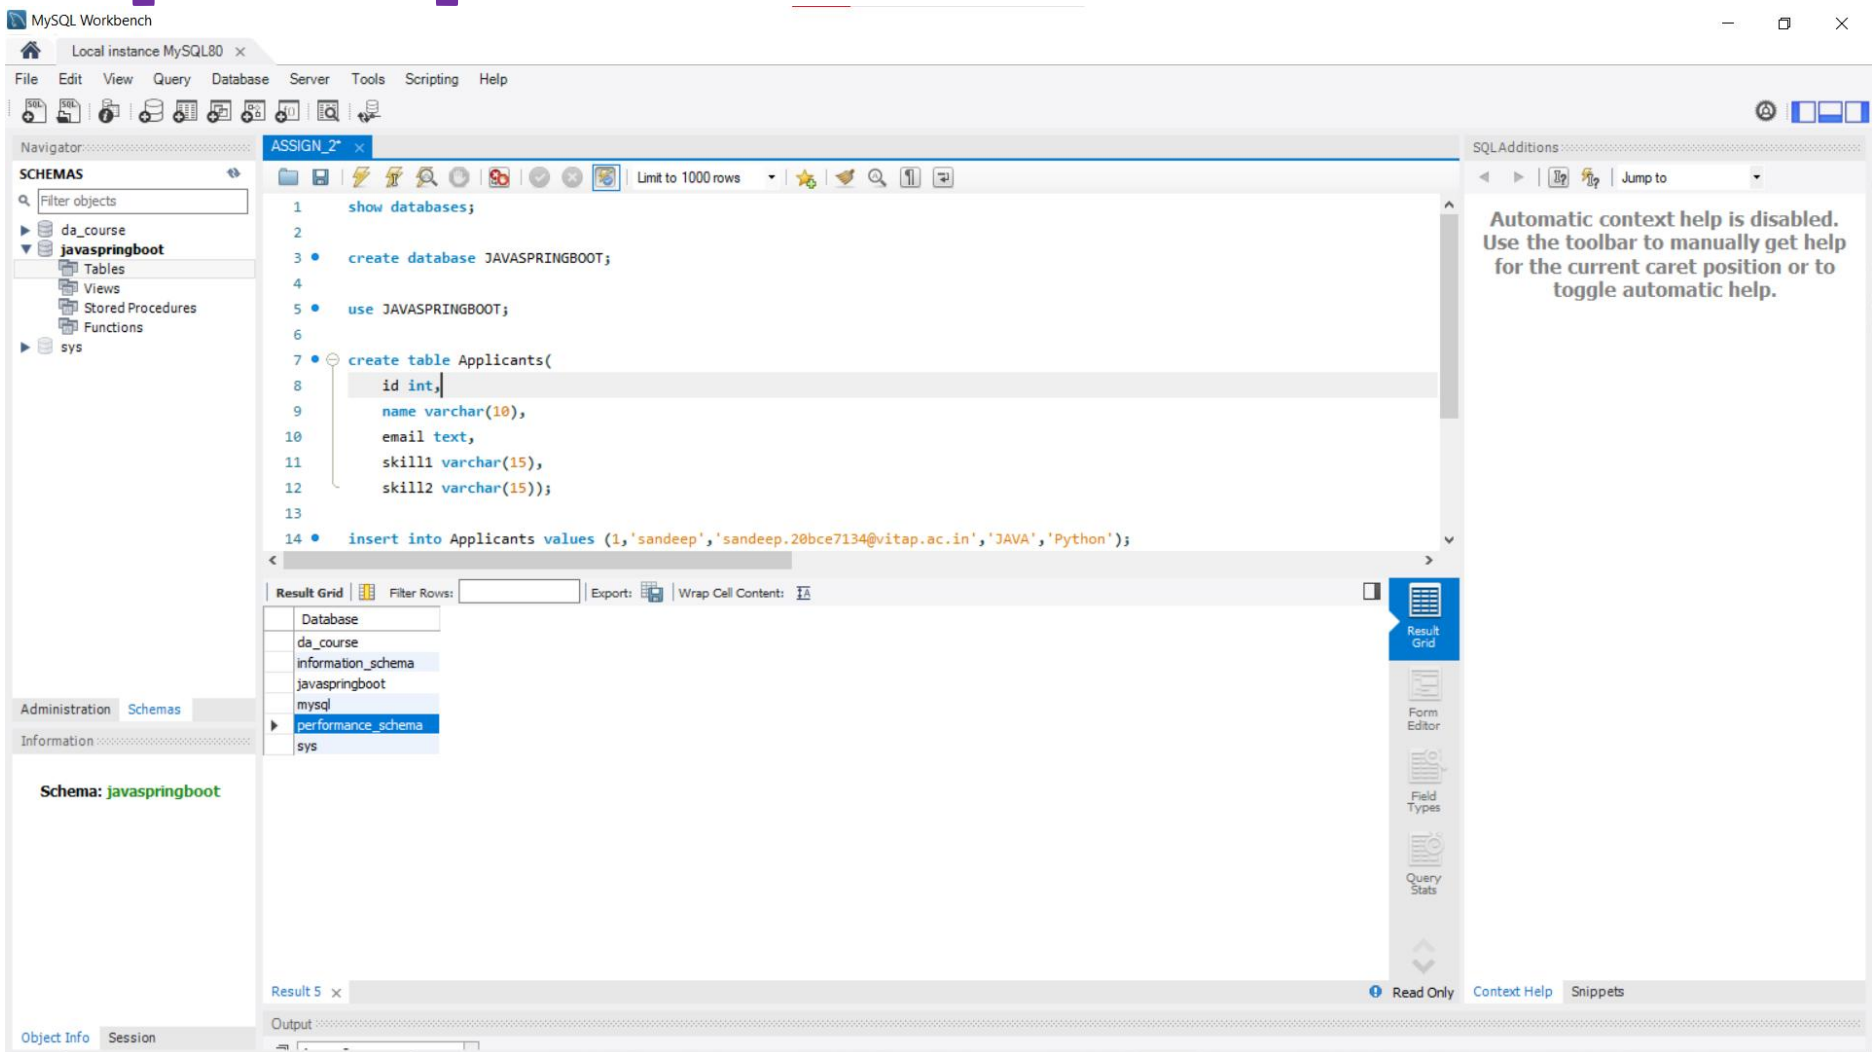 MySQL Workbench
Local instance MySQL80
File Edit View Query Database Server Tools Scripting Help
Navigator
SCHEMAS
Filter objects
da_course
javaspringboot
Tables
Views
Stored Procedures
Functions
sys
Administration Schemas
Information
Schema: javaspringboot
Object Info Session
ASSIGN_2*
Limit to 1000 rows
1 show databases;
2
3 create database JAVASPRINGBOOT;
4
5 use JAVASPRINGBOOT;
6
7 create table Applicants(
8 id int,
9 name varchar(10),
10 email text,
11 skill1 varchar(15),
12 skill2 varchar(15));
13
14 insert into Applicants values (1,'sandeep','sandeep.20bce7134@vitap.ac.in','JAVA','Python');
Result Grid Filter Rows: Export: Wrap Cell Content:
Database
da_course
information_schema
javaspringboot
mysql
performance_schema
sys
Result Grid
Form Editor
Field Types
Query Stats
Result 5
Read Only
Output
SQLAdditions
Jump to
Automatic context help is disabled.
Use the toolbar to manually get help
for the current caret position or to
toggle automatic help.
Context Help Snippets